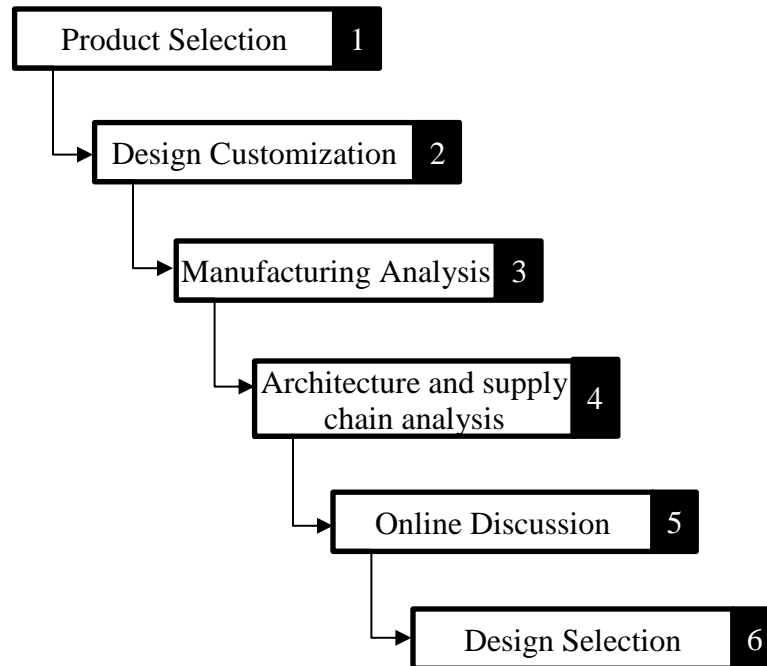 Product Selection 1
Design Customization 2
Manufacturing Analysis 3
Architecture and supply
chain analysis 4
Online Discussion 5
Design Selection 6